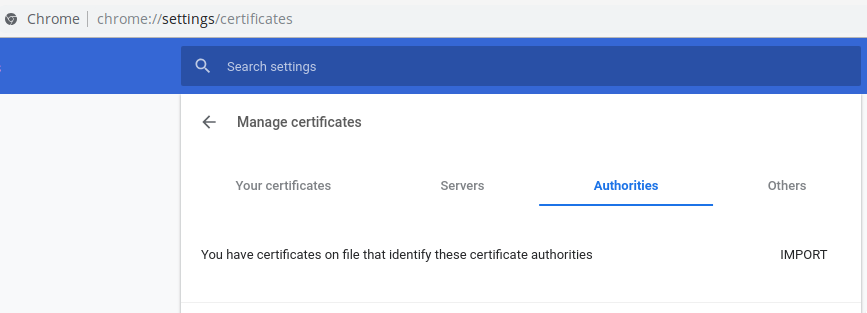 Chrome | chrome://settings/certificates
Search settings
Manage certificates
Your certificates Servers Authorities Others
You have certificates on file that identify these certificate authorities IMPORT